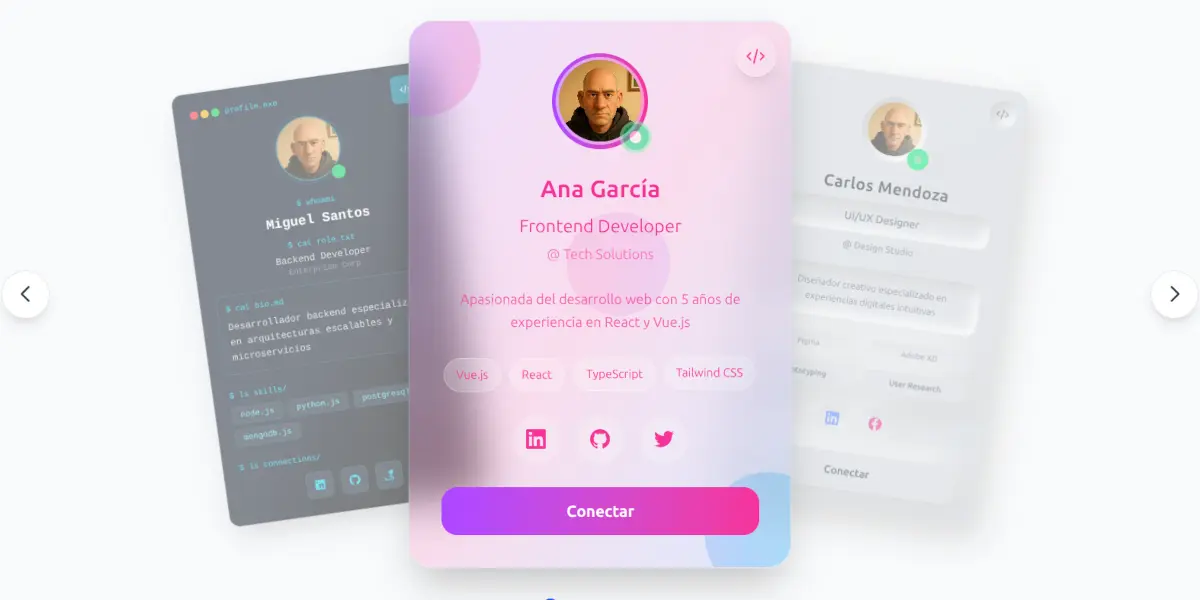 profile.exe
$ whoami
Miguel Santos
$ cat role.txt
Backend Developer
Enterprise Corp
$ cat bio.md
Desarrollador backend especializ
en arquitecturas escalables y
microservicios
$ ls skills/
node.js python.js postgresql
mongodb.js
$ ls connections/
</>
Ana García
Frontend Developer
@ Tech Solutions
Apasionada del desarrollo web con 5 años de
experiencia en React y Vue.js
Vue.js React TypeScript Tailwind CSS
Conectar
</>
Carlos Mendoza
UI/UX Designer
@ Design Studio
Diseñador creativo especializado en
experiencias digitales intuitivas
Figma Adobe XD
ototyping User Research
Conectar